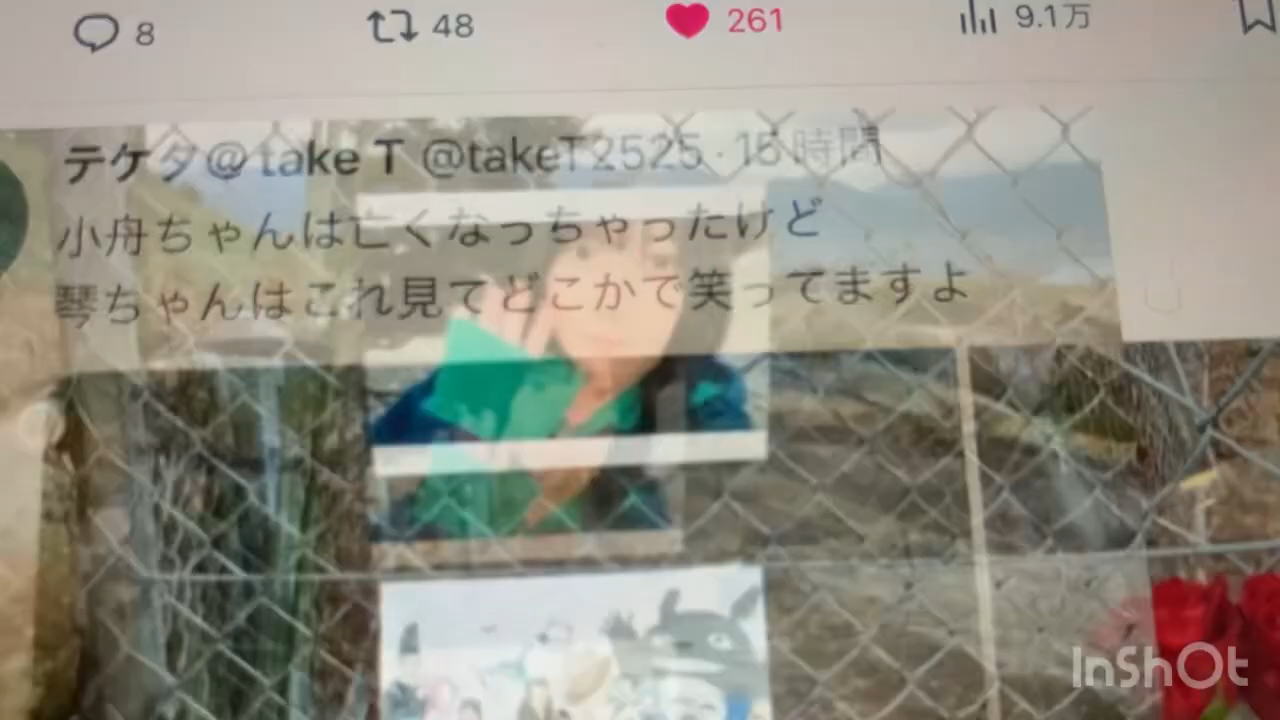 8 48 261 9.1万
テケタ@take T @takeT2525·15時間
小舟ちゃんは亡くなっちゃったけど
琴ちゃんはこれ見てどこかで笑ってますよ
InShOt